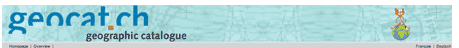 geocat.ch
geographic catalogue
Homepage | Overview |
Français | Deutsch